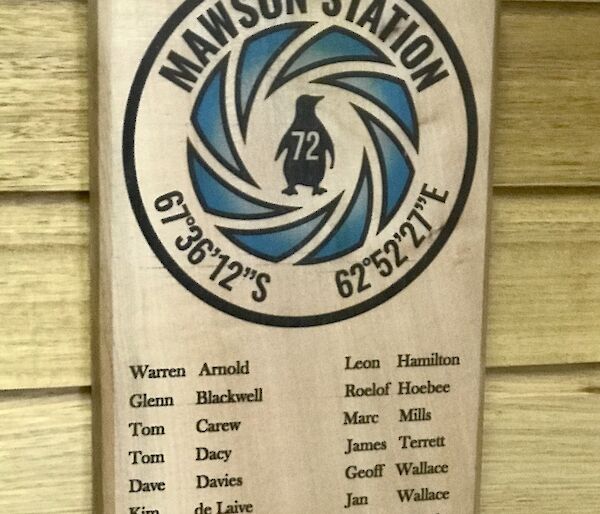 MAWSON STATION
72
67°36'12"S
62°52'27"E
Warren Arnold
Glenn Blackwell
Tom Carew
Tom Dacy
Dave Davies
Kim de Laive
Leon Hamilton
Roelof Hoebee
Marc Mills
James Terrett
Geoff Wallace
Jan Wallace